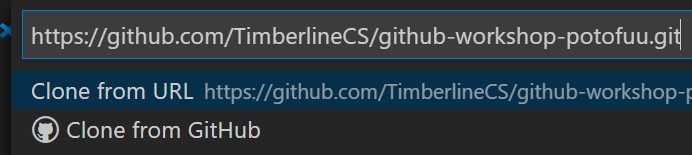 https://github.com/TimberlineCS/github-workshop-potofuu.git
Clone from URL https://github.com/TimberlineCS/github-workshop-p
Clone from GitHub